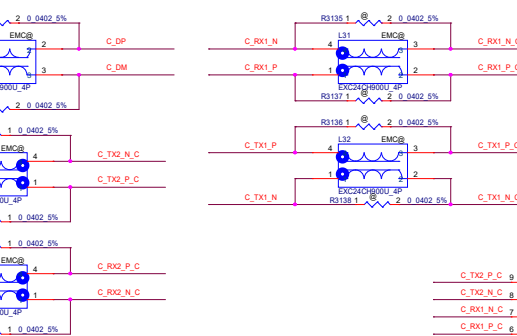 2 0_0402_5%
EMC@
2
C_DP
3
C_DM
900U_4P
2 0_0402_5%
1 0_0402_5%
EMC@
4
C_TX2_N_C
1
C_TX2_P_C
0U_4P
1 0_0402_5%
1 0_0402_5%
EMC@
4
C_RX2_P_C
1
C_RX2_N_C
0U_4P
1 0_0402_5%
R3135 1 @ 2 0_0402_5%
L31 EMC@
C_RX1_N 4 3 C_RX1_N_C
C_RX1_P 1 2 C_RX1_P_C
EXC24CH900U_4P
R3137 1 @ 2 0_0402_5%
R3136 1 @ 2 0_0402_5%
L32 EMC@
C_TX1_P 4 3 C_TX1_P_C
C_TX1_N 1 2 C_TX1_N_C
EXC24CH900U_4P
R3138 1 @ 2 0_0402_5%
C_TX2_P_C 9
C_TX2_N_C 8
C_RX1_N_C 7
C_RX1_P_C 6